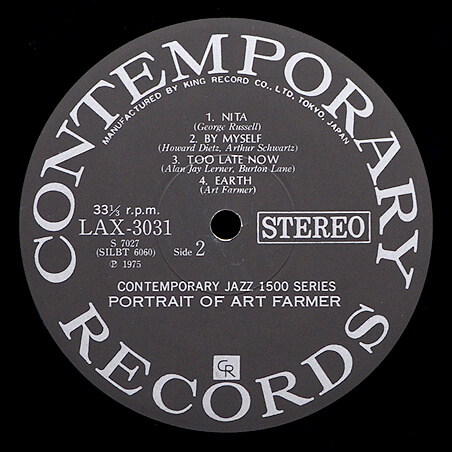 CONTEMPORARY RECORDS
MANUFACTURED BY KING RECORD CO., LTD, TOKYO, JAPAN
1. NITA
(George Russell)
2. BY MYSELF
(Howard Dietz, Arthur Schwartz)
3. TOO LATE NOW
(Alan Jay Lerner, Burton Lane)
4. EARTH
(Art Farmer)
33⅓ r.p.m.
LAX-3031
STEREO
S 7027
(SILBT 6060)
Side 2
℗ 1975
CONTEMPORARY JAZZ 1500 SERIES
PORTRAIT OF ART FARMER
CR